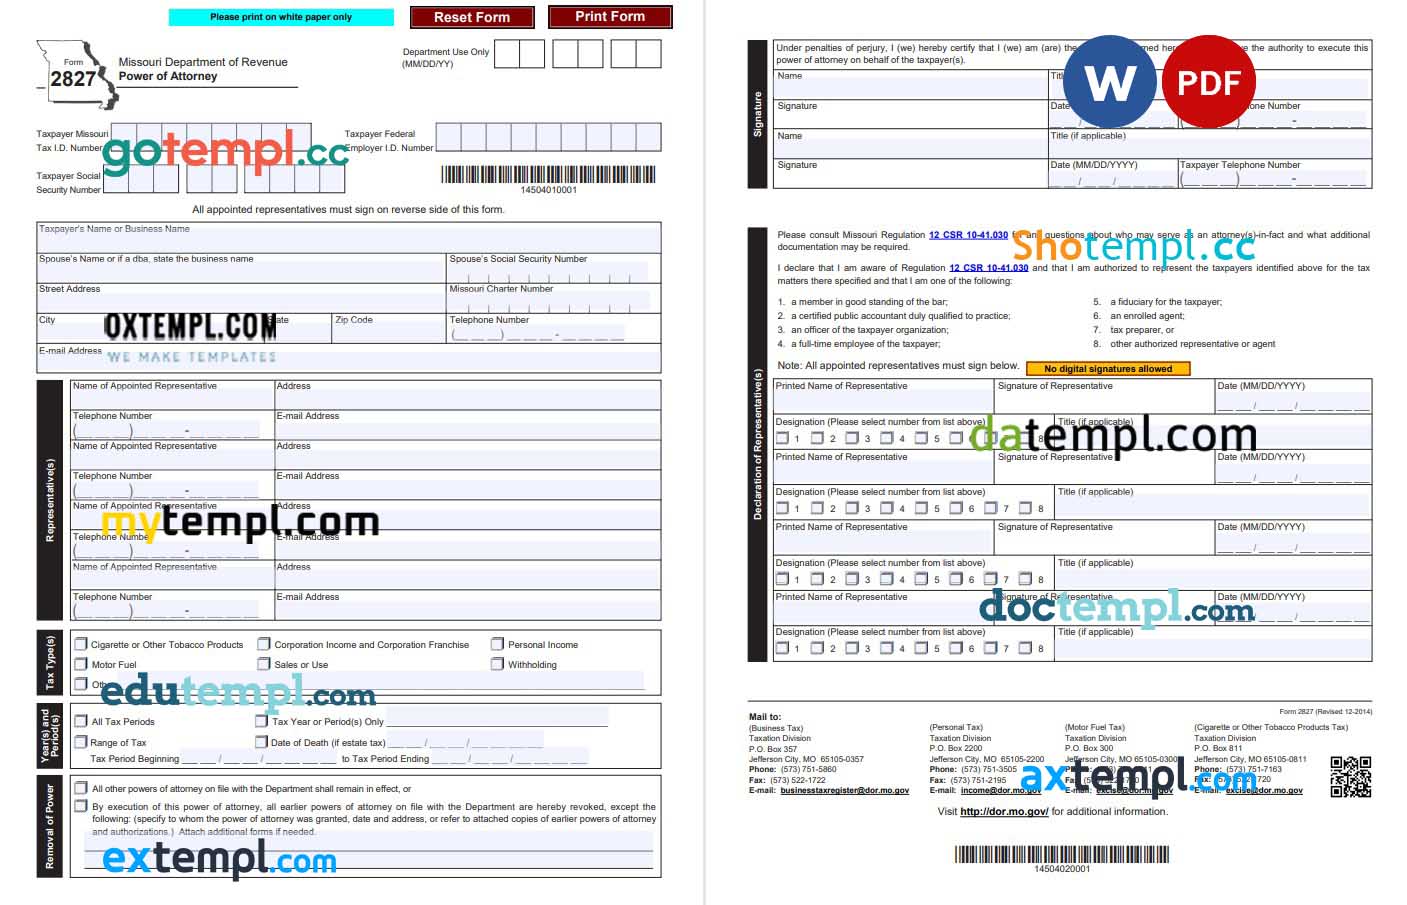 Please print on white paper only
Reset Form
Print Form
Form
2827
Missouri Department of Revenue
Power of Attorney
Department Use Only
(MM/DD/YY)
Taxpayer Missouri
Tax I.D. Number
Taxpayer Federal
Employer I.D. Number
gotempl.cc
Taxpayer Social
Security Number
14504010001
All appointed representatives must sign on reverse side of this form.
Taxpayer's Name or Business Name
Spouse's Name or if a dba, state the business name
Spouse's Social Security Number
Street Address
Missouri Charter Number
City
State
Zip Code
Telephone Number
OXTEMPL.COM
WE MAKE TEMPLATES
E-mail Address
Representative(s)
Name of Appointed Representative Address
Telephone Number E-mail Address
Name of Appointed Representative Address
Telephone Number E-mail Address
Name of Appointed Representative Address
mytempl.com
Telephone Number E-mail Address
Name of Appointed Representative Address
Telephone Number E-mail Address
Tax Type(s)
Cigarette or Other Tobacco Products Corporation Income and Corporation Franchise Personal Income
Motor Fuel Sales or Use Withholding
edutempl.com
Year(s) and
Period(s)
All Tax Periods Tax Year or Period(s) Only
Range of Tax Date of Death (if estate tax) __ __ / __ __ / __ __ __ __
Tax Period Beginning __ __ / __ __ / __ __ __ __ to Tax Period Ending __ __ / __ __ / __ __ __ __
Removal of Power
All other powers of attorney on file with the Department shall remain in effect, or
By execution of this power of attorney, all earlier powers of attorney on file with the Department are hereby revoked, except the
following: (specify to whom the power of attorney was granted, date and address, or refer to attached copies of earlier powers of attorney
and authorizations.) Attach additional forms if needed.
extempl.com
Signature
Under penalties of perjury, I (we) hereby certify that I (we) am (are) the the authority to execute this
power of attorney on behalf of the taxpayer(s).
W
PDF
Name
Signature
Date
Name
Title (if applicable)
Signature
Date (MM/DD/YYYY)
Taxpayer Telephone Number
Declaration of Representative(s)
Please consult Missouri Regulation 12 CSR 10-41.030 for any questions about who may serve as an attorney(s)-in-fact and what additional
documentation may be required.
Shotempl.cc
I declare that I am aware of Regulation 12 CSR 10-41.030 and that I am authorized to represent the taxpayers identified above for the tax
matters there specified and that I am one of the following:
1. a member in good standing of the bar;
2. a certified public accountant duly qualified to practice;
3. an officer of the taxpayer organization;
4. a full-time employee of the taxpayer;
5. a fiduciary for the taxpayer;
6. an enrolled agent;
7. tax preparer, or
8. other authorized representative or agent
Note: All appointed representatives must sign below.
No digital signatures allowed
Printed Name of Representative Signature of Representative Date (MM/DD/YYYY)
Designation (Please select number from list above) Title (if applicable)
1 2 3 4 5 6 8
datempl.com
Printed Name of Representative Signature of Representative Date (MM/DD/YYYY)
Designation (Please select number from list above) Title (if applicable)
1 2 3 4 5 6 7 8
Printed Name of Representative Signature of Representative Date (MM/DD/YYYY)
Designation (Please select number from list above) Title (if applicable)
1 2 3 4 5 6 7 8
Printed Name of Representative Signature of Representative Date (MM/DD/YYYY)
doctempl.com
Designation (Please select number from list above) Title (if applicable)
1 2 3 4 5 6 7 8
Form 2827 (Revised 12-2014)
Mail to:
(Business Tax)
Taxation Division
P.O. Box 357
Jefferson City, MO 65105-0357
Phone: (573) 751-5860
Fax: (573) 522-1722
E-mail: businesstaxregister@dor.mo.gov
(Personal Tax)
Taxation Division
P.O. Box 2200
Jefferson City, MO 65105-2200
Phone: (573) 751-3505
Fax: (573) 751-2195
E-mail: income@dor.mo.gov
(Motor Fuel Tax)
Taxation Division
P.O. Box 300
Jefferson City, MO 65105-0300
E-mail: excise@dor.mo.gov
(Cigarette or Other Tobacco Products Tax)
Taxation Division
P.O. Box 811
Jefferson City, MO 65105-0811
Phone: (573) 751-7163
E-mail: excise@dor.mo.gov
axtempl.com
Visit http://dor.mo.gov/ for additional information.
14504020001